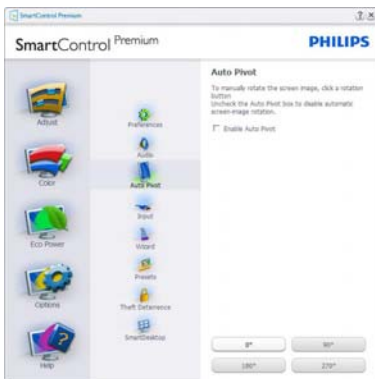 SmartControl Premium
SmartControl Premium
PHILIPS
Adjust
Color
Eco Power
Options
Help
Preferences
Audio
Auto Pivot
Input
Wizard
Presets
Theft Deterrence
SmartDesktop
Auto Pivot
To manually rotate the screen image, click a rotation
button
Uncheck the Auto Pivot box to disable automatic
screen-image rotation.
Enable Auto Pivot
0°
90°
180°
270°